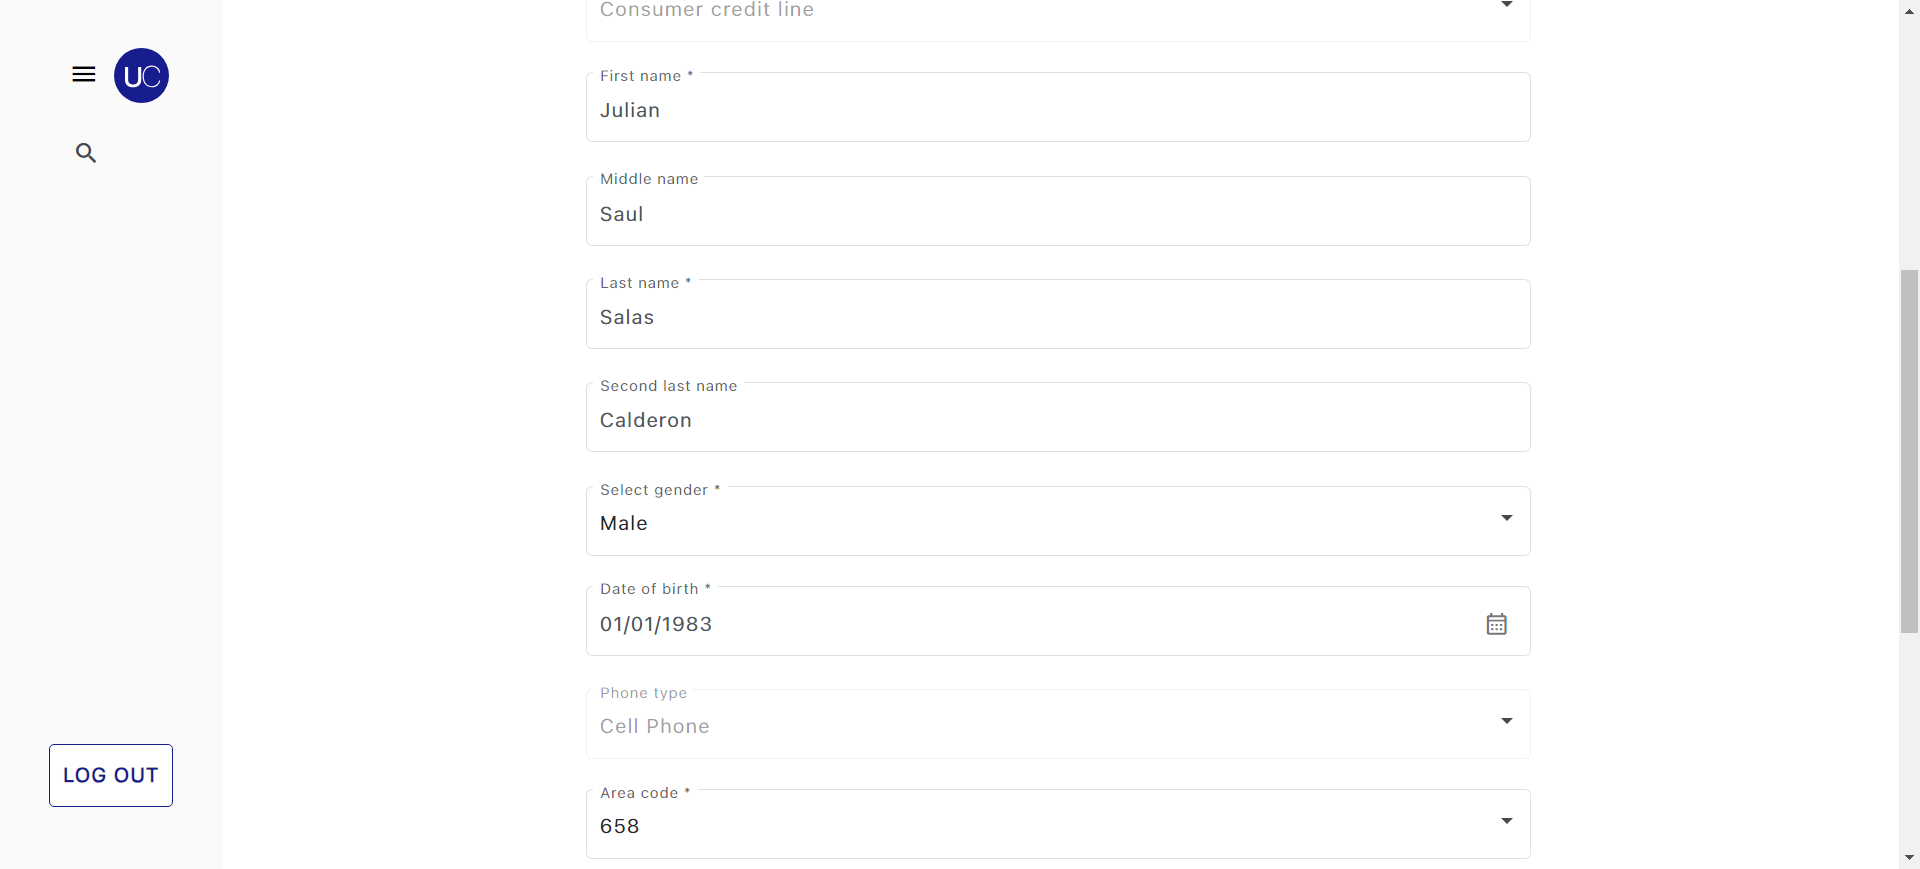 Consumer credit line
UC
First name *
Julian
Middle name
Saul
Last name *
Salas
Second last name
Calderon
Select gender *
Male
Date of birth *
01/01/1983
Phone type
Cell Phone
LOG OUT
Area code *
658